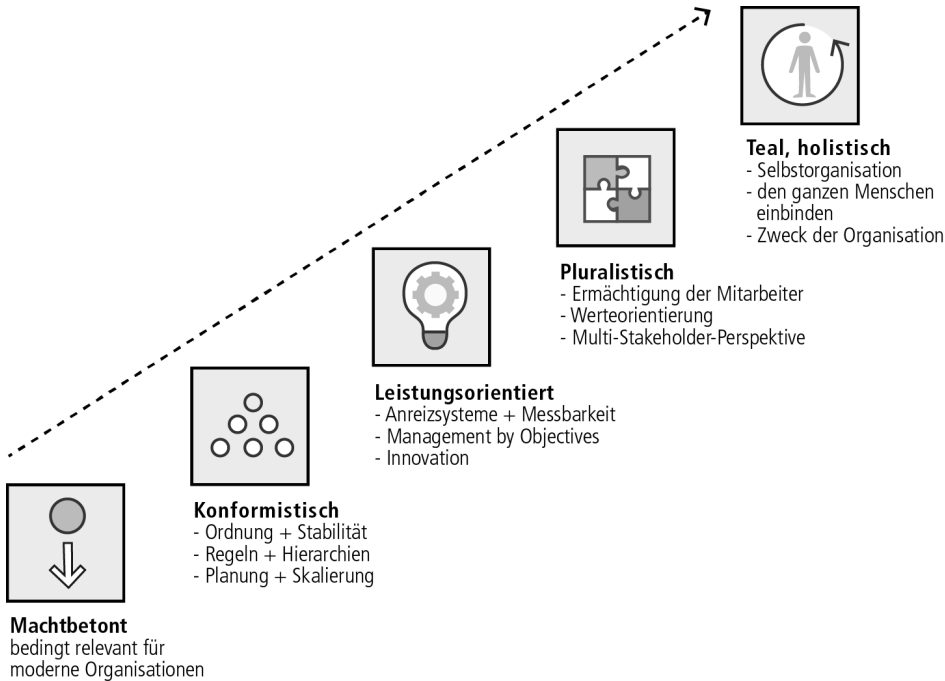 Teal, holistisch
- Selbstorganisation
- den ganzen Menschen
einbinden
- Zweck der Organisation
Pluralistisch
- Ermächtigung der Mitarbeiter
- Werteorientierung
- Multi-Stakeholder-Perspektive
Leistungsorientiert
- Anreizsysteme + Messbarkeit
- Management by Objectives
- Innovation
Konformistisch
- Ordnung + Stabilität
- Regeln + Hierarchien
- Planung + Skalierung
Machtbetont
bedingt relevant für
moderne Organisationen